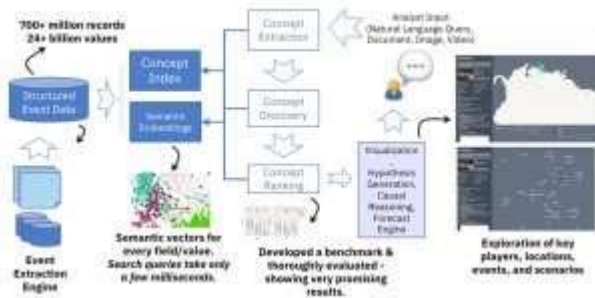 700+ million records
24+ billion values
Structured
Event Data
Event
Extraction
Engine
Concept
Index
Semantic
Embeddings
Semantic vectors for
every field/value.
Search queries take only
a few milliseconds.
Concept
Extraction
Concept
Discovery
Concept
Ranking
Developed a benchmark &
thoroughly evaluated -
showing very promising
results.
Analyst Input
(Natural Language Query,
Document, Image, Video)
Visualization
-
Hypothesis
Generation,
Causal
Reasoning,
Forecast
Engine
Exploration of key
players, locations,
events, and scenarios